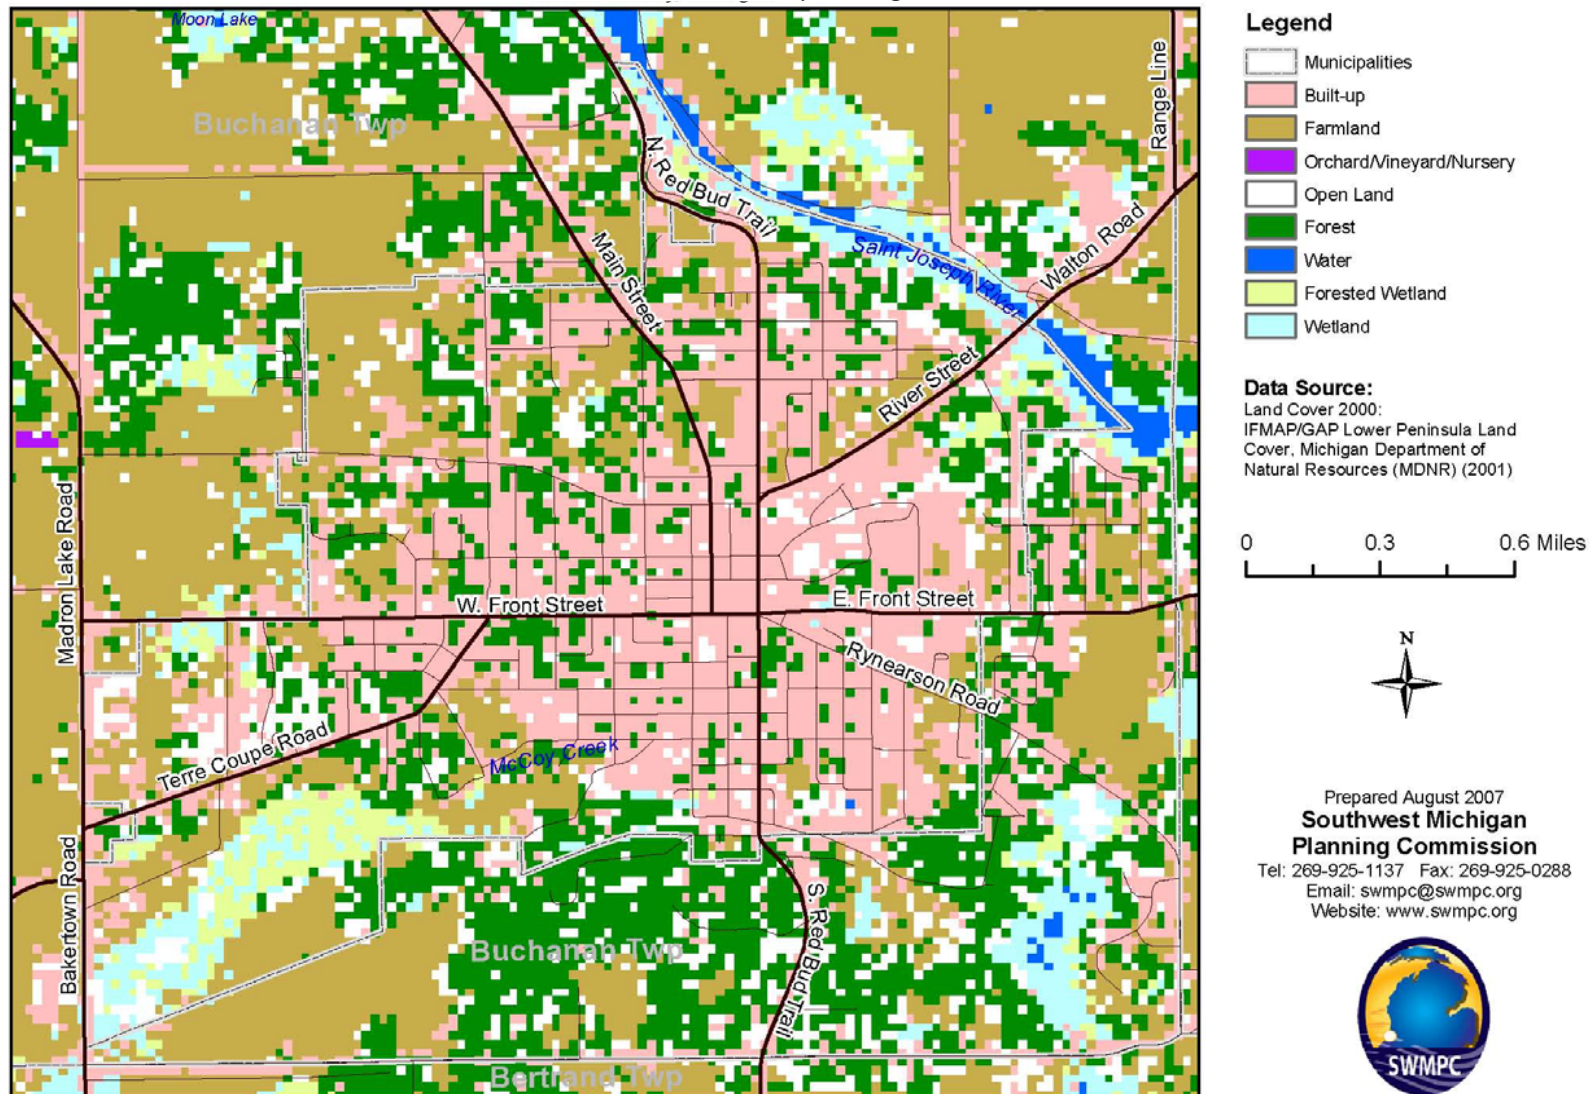 Moon Lake
Buchanan Twp
N. Red Bud Trail
Range Line
Main Street
Saint Joseph River
Walton Road
River Street
Madron Lake Road
W. Front Street
E. Front Street
Rynearson Road
Terre Coupe Road
McCoy Creek
Bakertown Road
Buchanan Twp
S. Red Bud Trail
Bertrand Twp
Legend
Municipalities
Built-up
Farmland
Orchard/Vineyard/Nursery
Open Land
Forest
Water
Forested Wetland
Wetland
Data Source:
Land Cover 2000:
IFMAP/GAP Lower Peninsula Land
Cover, Michigan Department of
Natural Resources (MDNR) (2001)
0 0.3 0.6 Miles
N
Prepared August 2007
Southwest Michigan
Planning Commission
Tel: 269-925-1137 Fax: 269-925-0288
Email: swmpc@swmpc.org
Website: www.swmpc.org
SWMPC